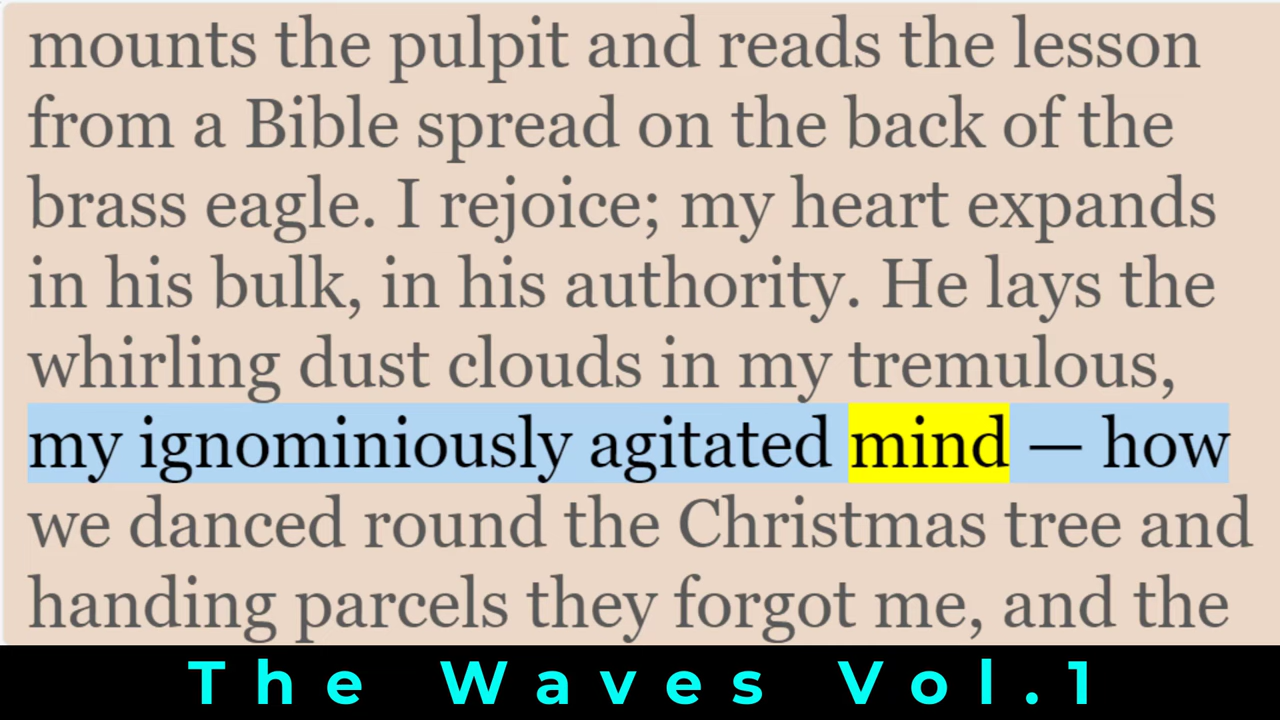 mounts the pulpit and reads the lesson
from a Bible spread on the back of the
brass eagle. I rejoice; my heart expands
in his bulk, in his authority. He lays the
whirling dust clouds in my tremulous,
my ignominiously agitated mind — how
we danced round the Christmas tree and
handing parcels they forgot me, and the
The Waves Vol.1